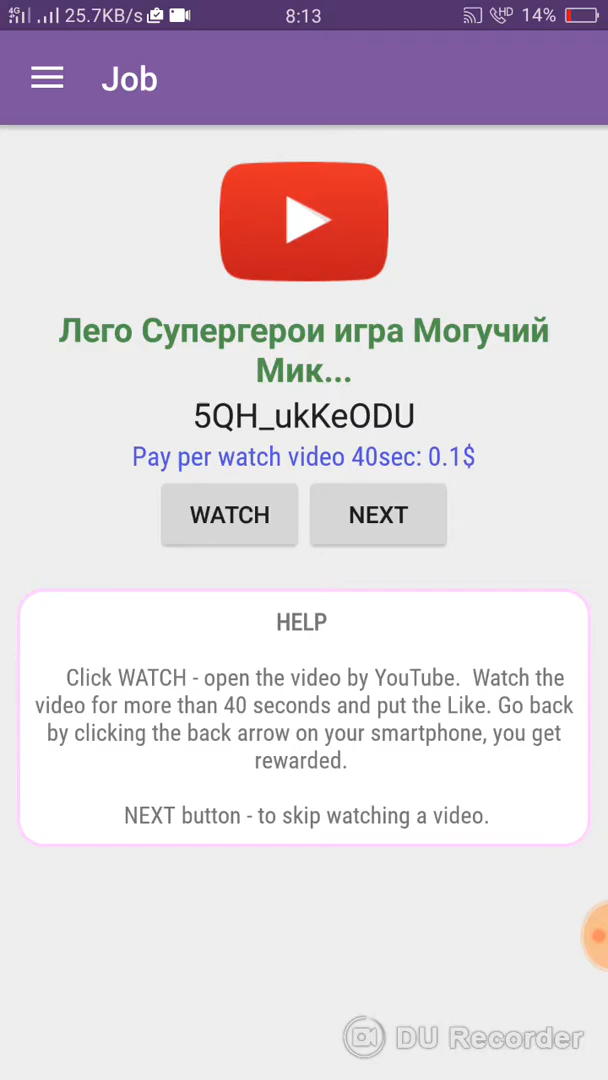 4G 25.7KB/s 8:13 HD 14%
Job
Лего Супергерои игра Могучий
Мик...
5QH_ukKeODU
Pay per watch video 40sec: 0.1$
WATCH NEXT
HELP
Click WATCH - open the video by YouTube. Watch the
video for more than 40 seconds and put the Like. Go back
by clicking the back arrow on your smartphone, you get
rewarded.
NEXT button - to skip watching a video.
DU Recorder